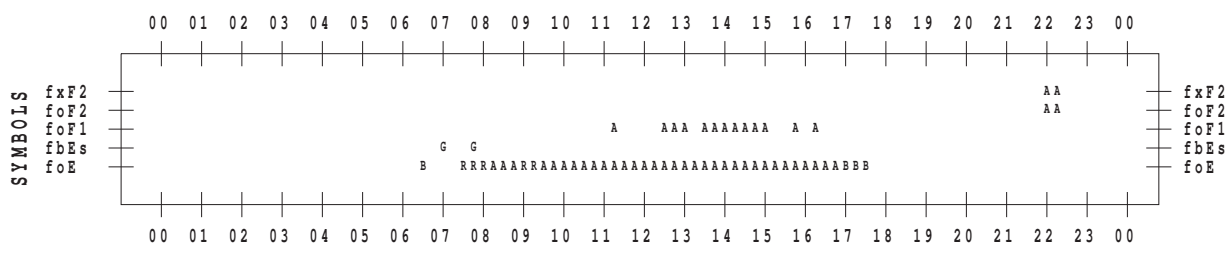 00 01 02 03 04 05 06 07 08 09 10 11 12 13 14 15 16 17 18 19 20 21 22 23 00
SYMBOLS
fxF2 AA fxF2
foF2 AA foF2
foF1 A AAA AAAAAAA A A foF1
fbEs G G fbEs
foE B RRRAAARRAAAAAAAAAAAAAAAAAAAAAAAAAAAAAABBB foE
00 01 02 03 04 05 06 07 08 09 10 11 12 13 14 15 16 17 18 19 20 21 22 23 00